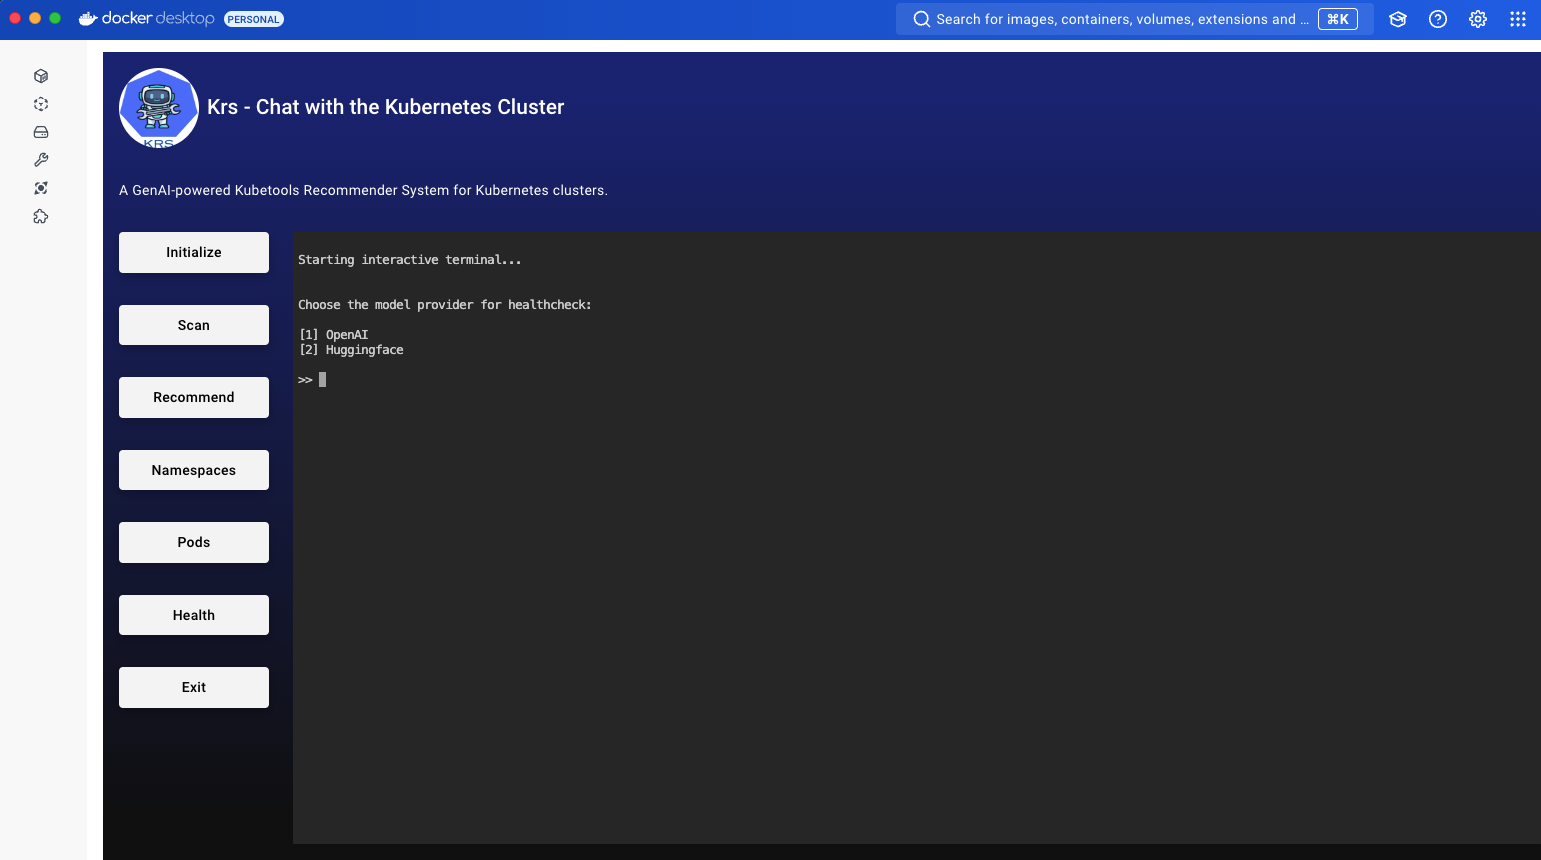 docker desktop PERSONAL
Search for images, containers, volumes, extensions and ... ⌘K
KRS
Krs - Chat with the Kubernetes Cluster
A GenAI-powered Kubetools Recommender System for Kubernetes clusters.
Initialize
Scan
Recommend
Namespaces
Pods
Health
Exit
Starting interactive terminal...
Choose the model provider for healthcheck:
[1] OpenAI
[2] Huggingface
>>